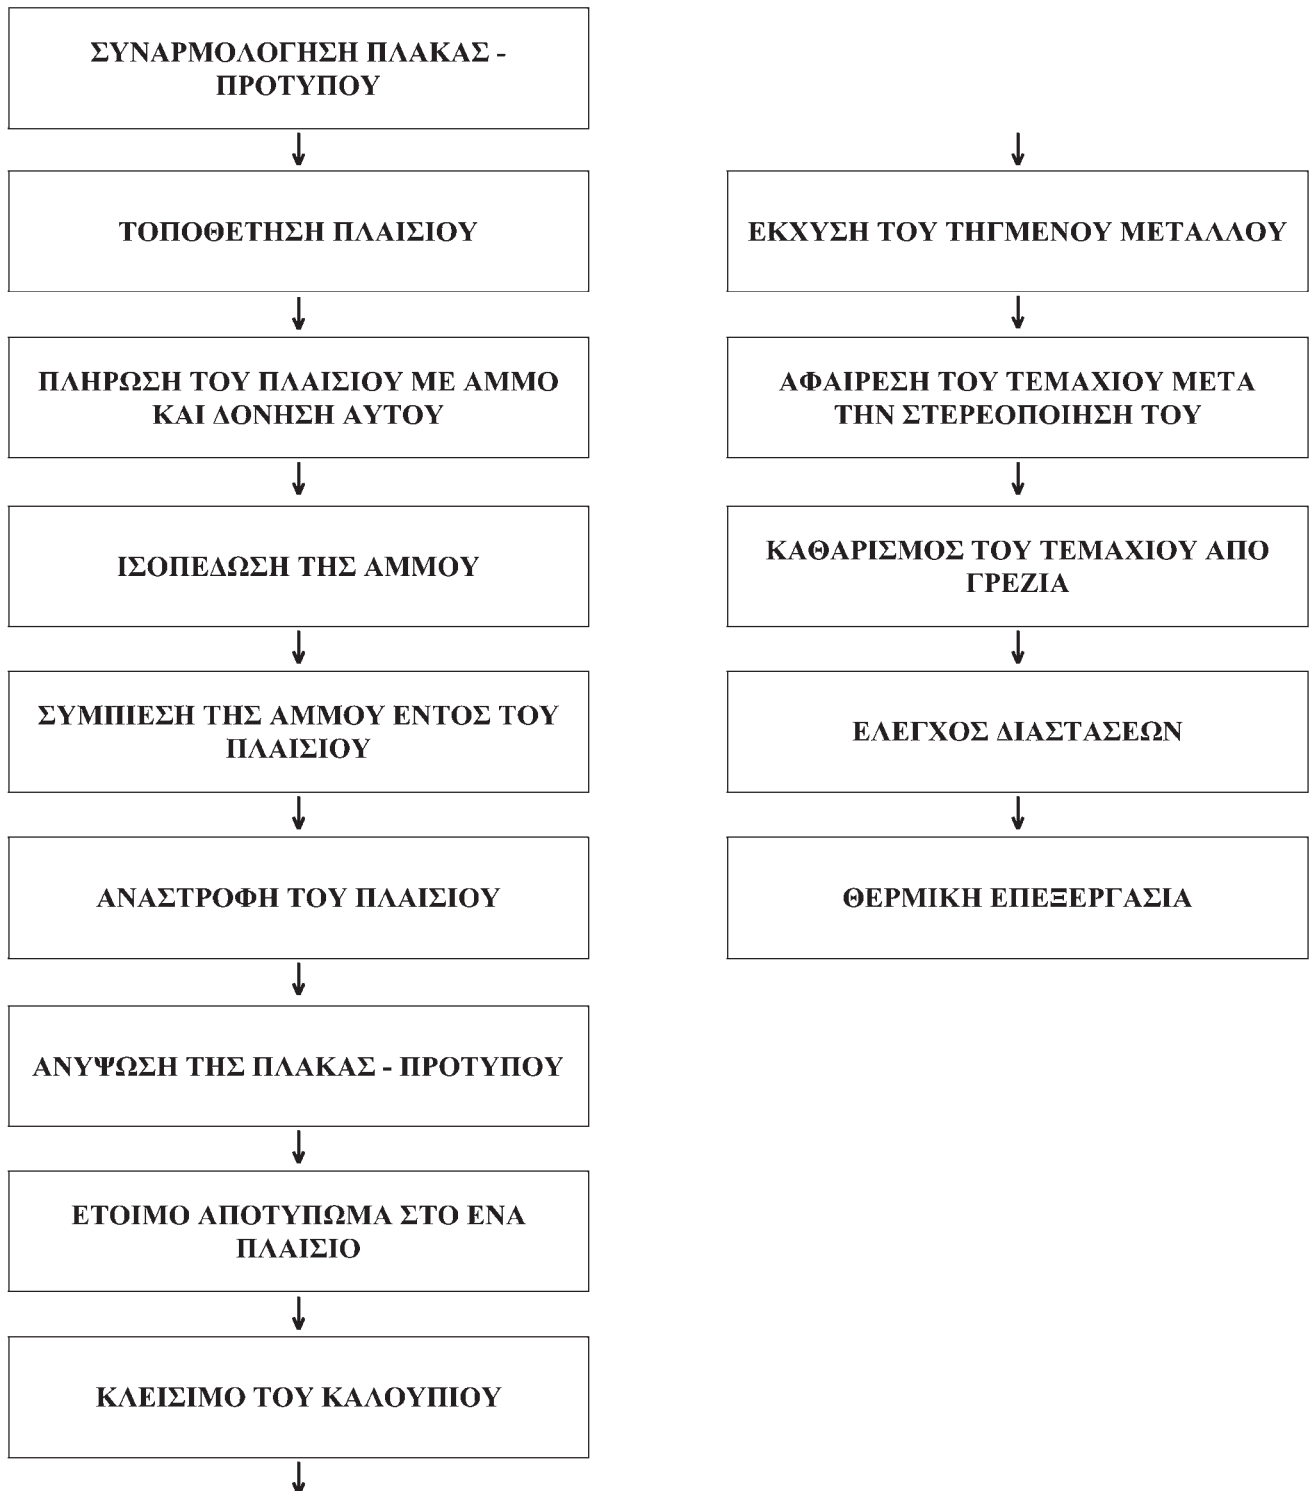 ΣΥΝΑΡΜΟΛΟΓΗΣΗ ΠΛΑΚΑΣ -
ΠΡΟΤΥΠΟΥ
ΤΟΠΟΘΕΤΗΣΗ ΠΛΑΙΣΙΟΥ
ΠΛΗΡΩΣΗ ΤΟΥ ΠΛΑΙΣΙΟΥ ΜΕ ΑΜΜΟ
ΚΑΙ ΔΟΝΗΣΗ ΑΥΤΟΥ
ΙΣΟΠΕΔΩΣΗ ΤΗΣ ΑΜΜΟΥ
ΣΥΜΠΙΕΣΗ ΤΗΣ ΑΜΜΟΥ ΕΝΤΟΣ ΤΟΥ
ΠΛΑΙΣΙΟΥ
ΑΝΑΣΤΡΟΦΗ ΤΟΥ ΠΛΑΙΣΙΟΥ
ΑΝΥΨΩΣΗ ΤΗΣ ΠΛΑΚΑΣ - ΠΡΟΤΥΠΟΥ
ΕΤΟΙΜΟ ΑΠΟΤΥΠΩΜΑ ΣΤΟ ΕΝΑ
ΠΛΑΙΣΙΟ
ΚΛΕΙΣΙΜΟ ΤΟΥ ΚΑΛΟΥΠΙΟΥ
ΕΚΧΥΣΗ ΤΟΥ ΤΗΓΜΕΝΟΥ ΜΕΤΑΛΛΟΥ
ΑΦΑΙΡΕΣΗ ΤΟΥ ΤΕΜΑΧΙΟΥ ΜΕΤΑ
ΤΗΝ ΣΤΕΡΕΟΠΟΙΗΣΗ ΤΟΥ
ΚΑΘΑΡΙΣΜΟΣ ΤΟΥ ΤΕΜΑΧΙΟΥ ΑΠΟ
ΓΡΕΖΙΑ
ΕΛΕΓΧΟΣ ΔΙΑΣΤΑΣΕΩΝ
ΘΕΡΜΙΚΗ ΕΠΕΞΕΡΓΑΣΙΑ